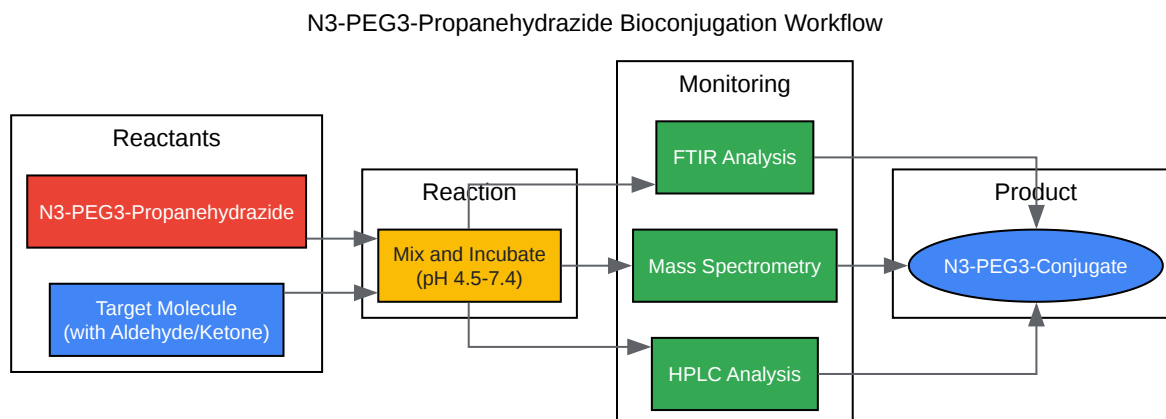 N3-PEG3-Propanehydrazide Bioconjugation Workflow
Reactants
N3-PEG3-Propanehydrazide
Target Molecule
(with Aldehyde/Ketone)
Reaction
Mix and Incubate
(pH 4.5-7.4)
Monitoring
FTIR Analysis
Mass Spectrometry
HPLC Analysis
Product
N3-PEG3-Conjugate